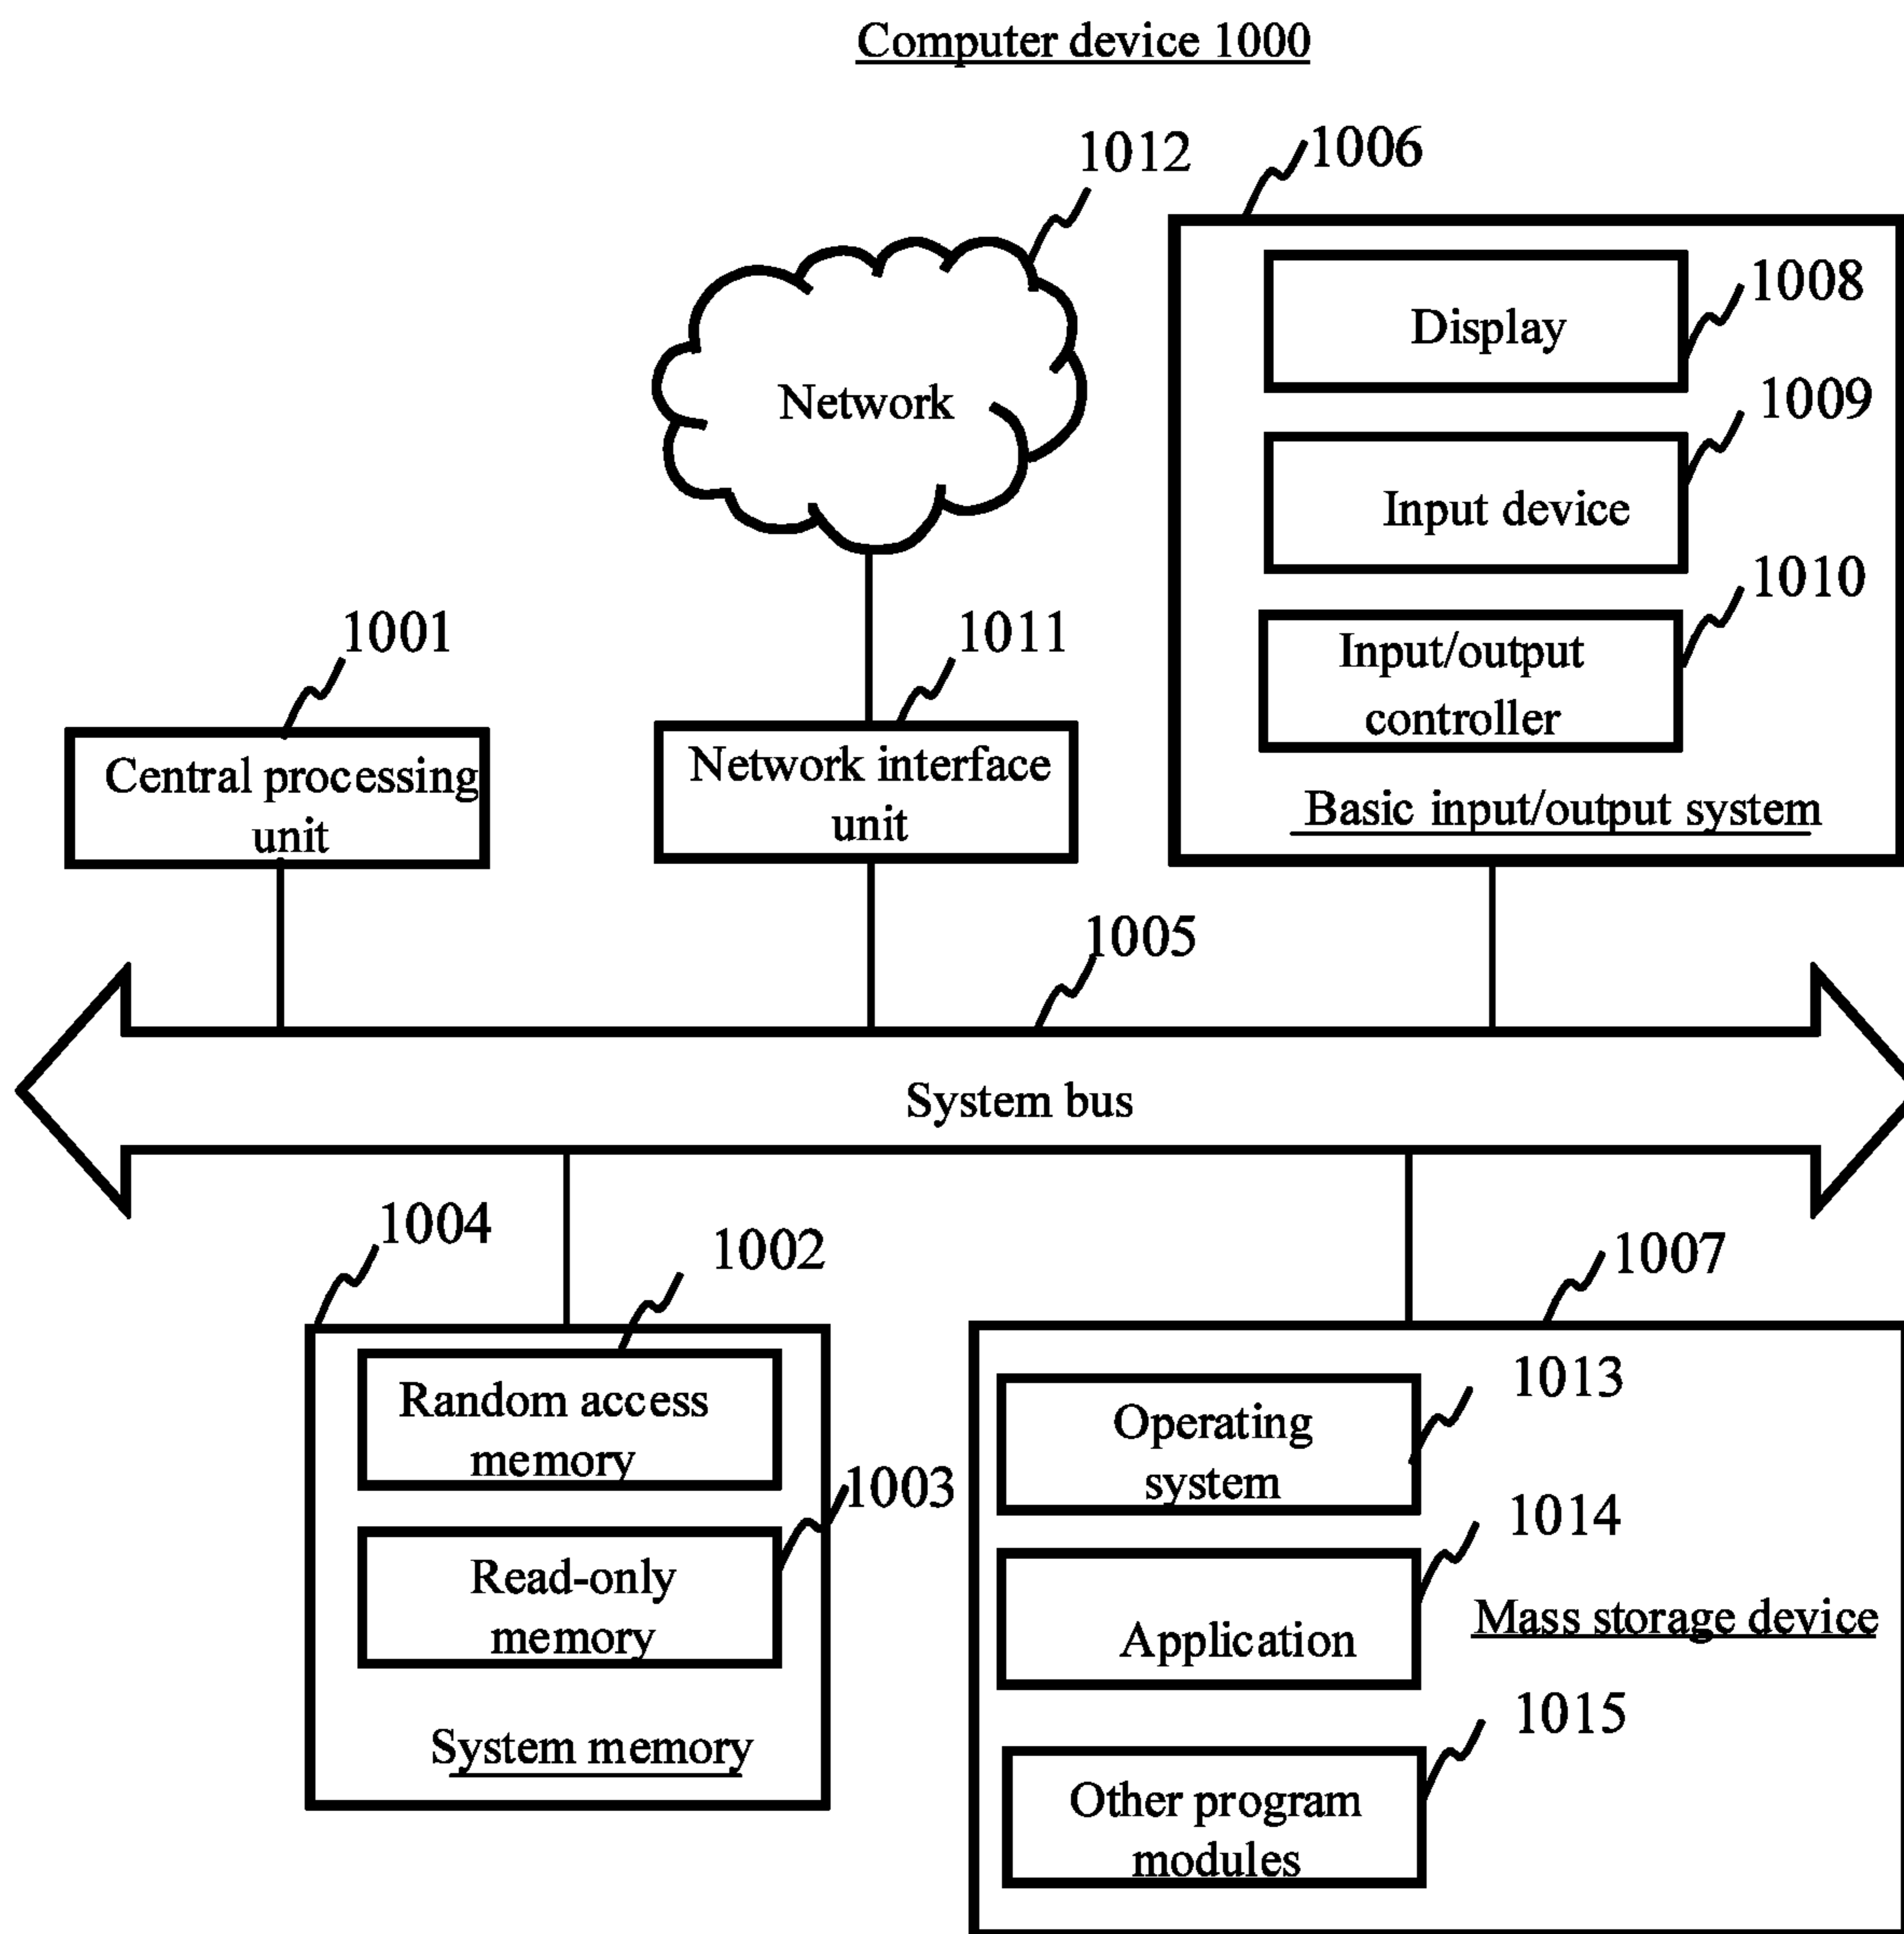 Computer device 1000
1012
1006
Network
Display
1008
Input device
1009
Input/output
controller
1010
Basic input/output system
1001
Central processing
unit
1011
Network interface
unit
1005
System bus
1004
1002
Random access
memory
1003
Read-only
memory
System memory
1007
1013
Operating
system
1014
Application
Mass storage device
1015
Other program
modules